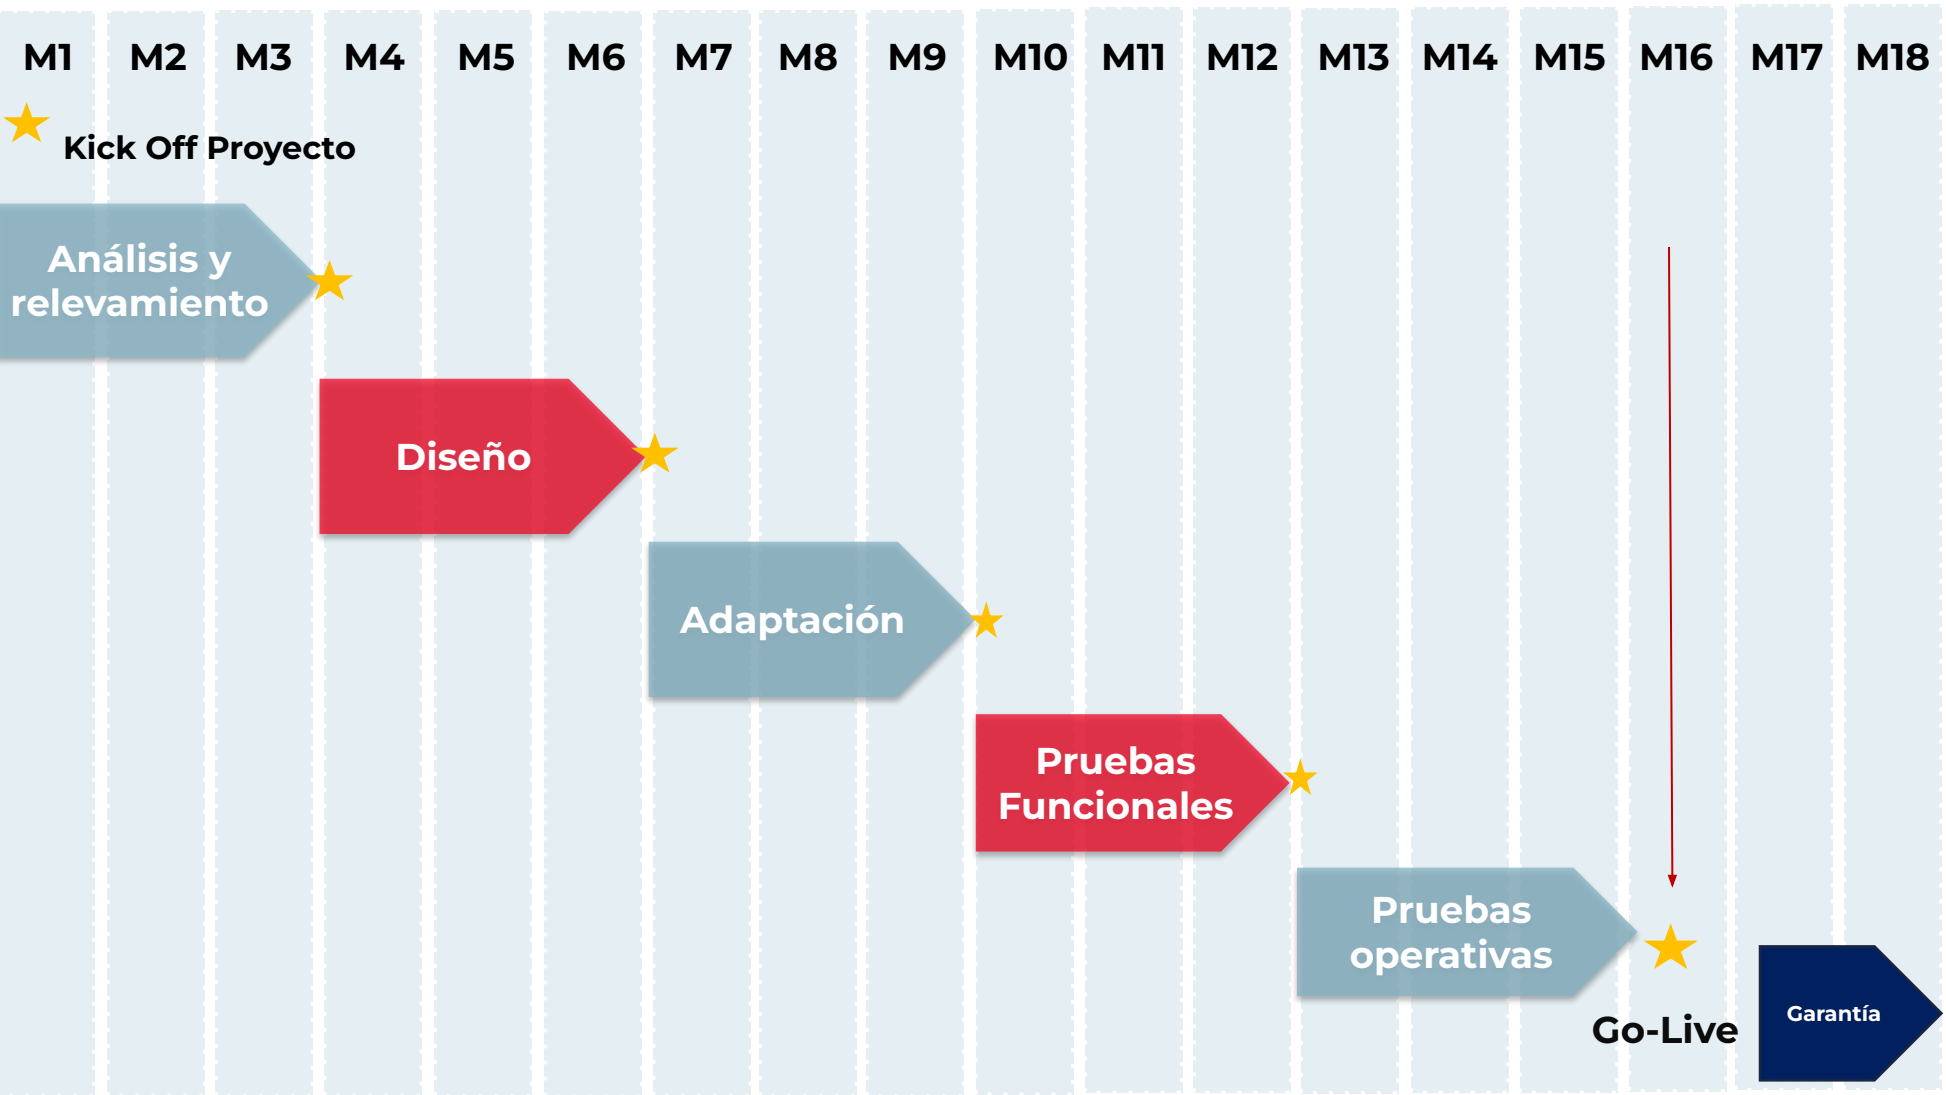 M1 M2 M3 M4 M5 M6 M7 M8 M9 M10 M11 M12 M13 M14 M15 M16 M17 M18
Kick Off Proyecto
Análisis y
relevamiento
Diseño
Adaptación
Pruebas
Funcionales
Pruebas
operativas
Go-Live
Garantía